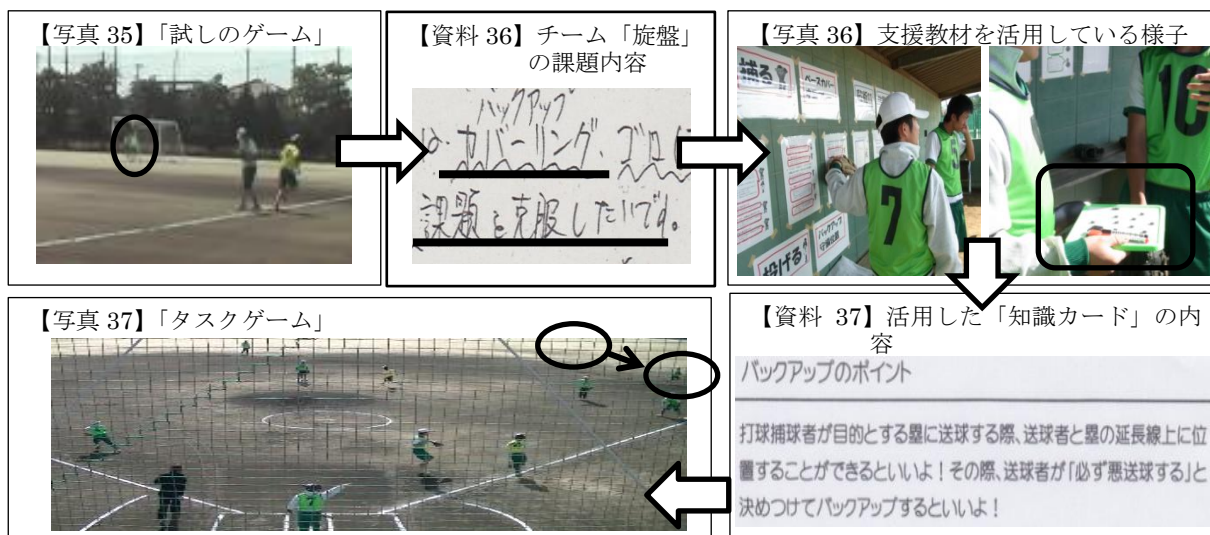 【写真 35】「試しのゲーム」
【資料 36】チーム「旋盤」
の課題内容
バックアップ
カバーリング、ゴロ
課題を克服したいです。
【写真 36】支援教材を活用している様子
捕る
ベースカバー
投げる
バックアップ
7
10
【資料 37】活用した「知識カード」の内
容
バックアップのポイント
打球捕球者が目的とする塁に送球する際、送球者と塁の延長線上に位
置することができるといいよ！その際、送球者が「必ず悪送球する」と
決めつけてバックアップするといいよ！
【写真 37】「タスクゲーム」
7